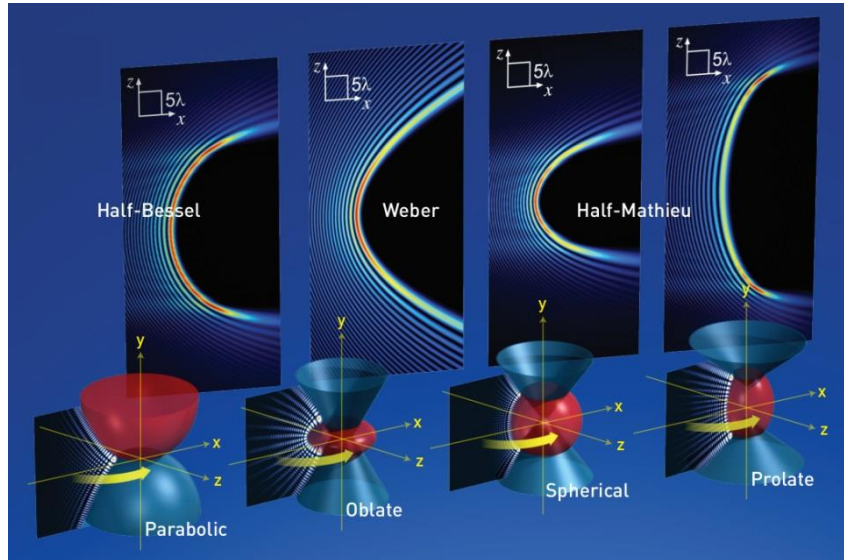 z
5λ
x
z
5λ
x
z
5λ
x
z
5λ
x
Half-Bessel
Weber
Half-Mathieu
y
x
z
Parabolic
y
x
z
Oblate
y
x
z
Spherical
y
x
z
Prolate